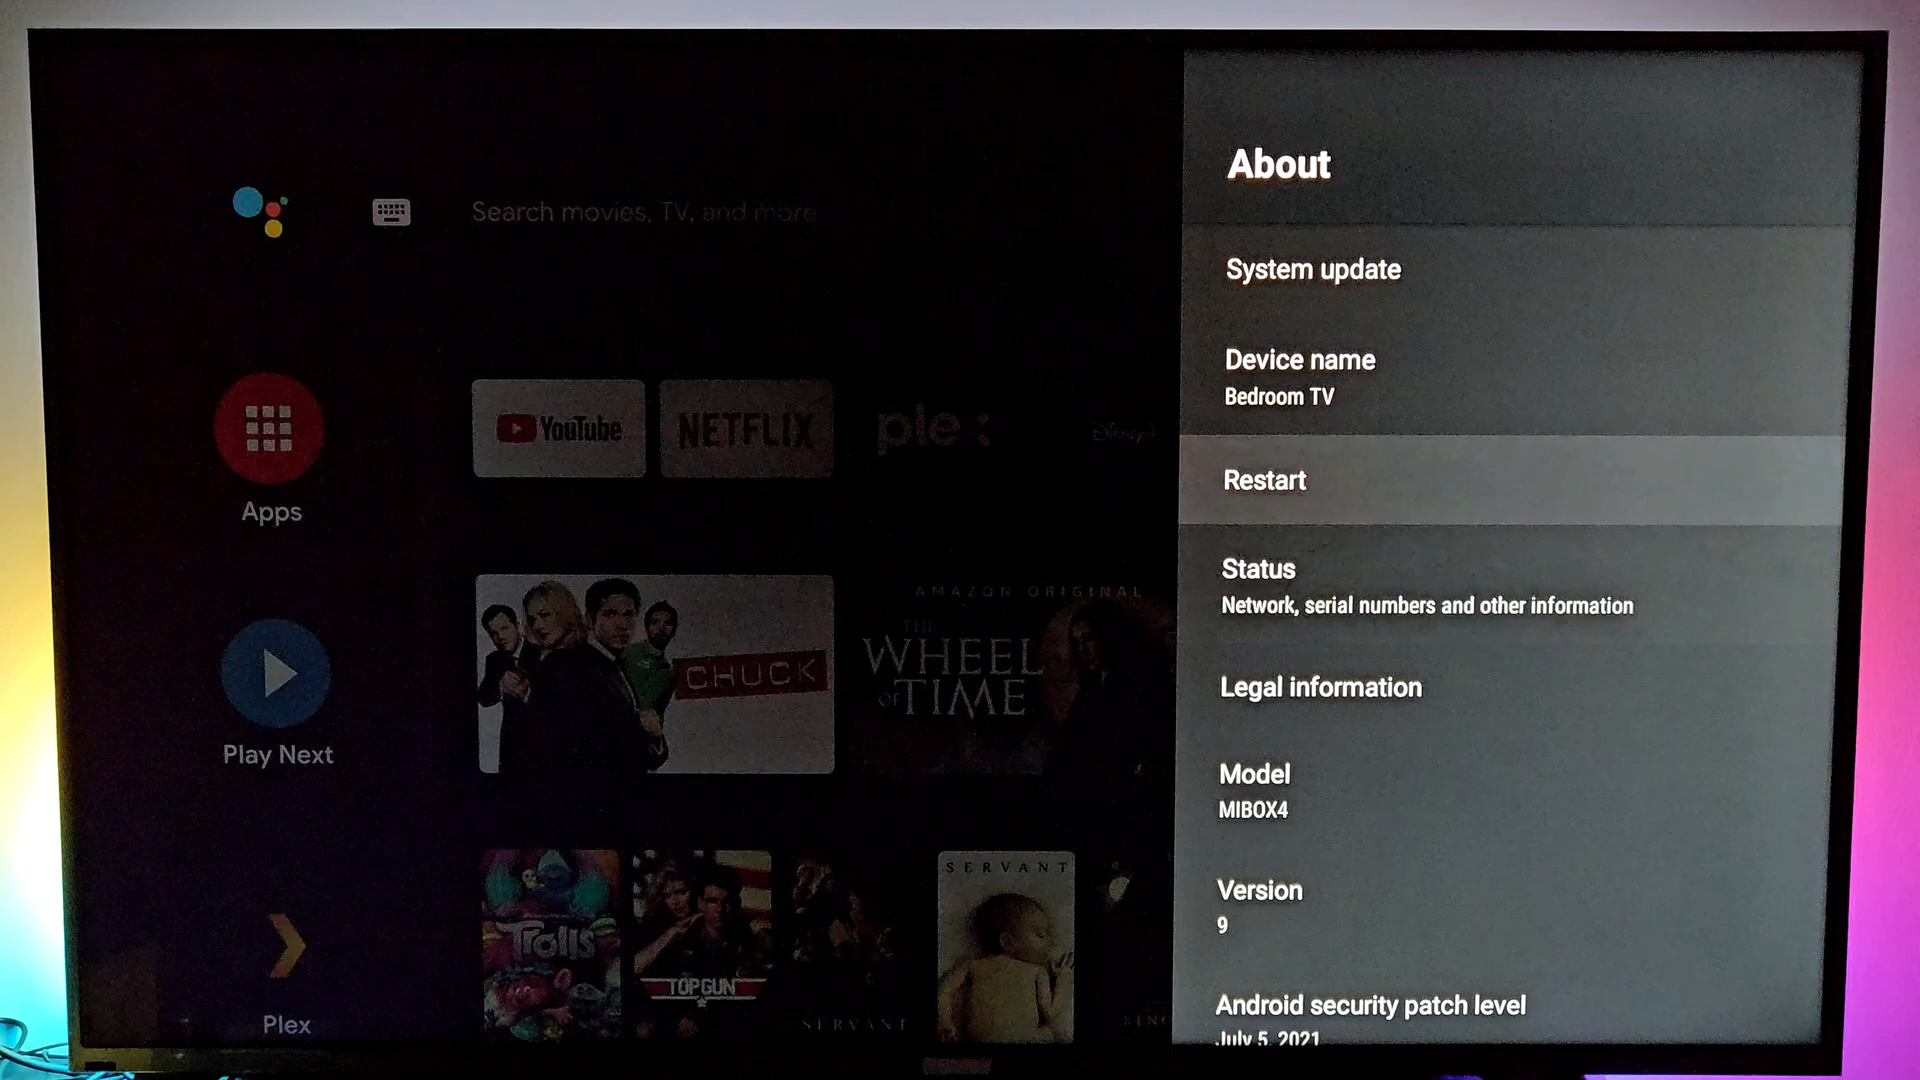 Search movies, TV, and more
Apps
YouTube
NETFLIX
Play Next
CHUCK
AMAZON ORIGINAL
THE
WHEEL
OF TIME
Plex
Trolls
TOPGUN
SERVANT
SERVANT
About
System update
Device name
Bedroom TV
Restart
Status
Network, serial numbers and other information
Legal information
Model
MIBOX4
Version
9
Android security patch level
July 5, 2021